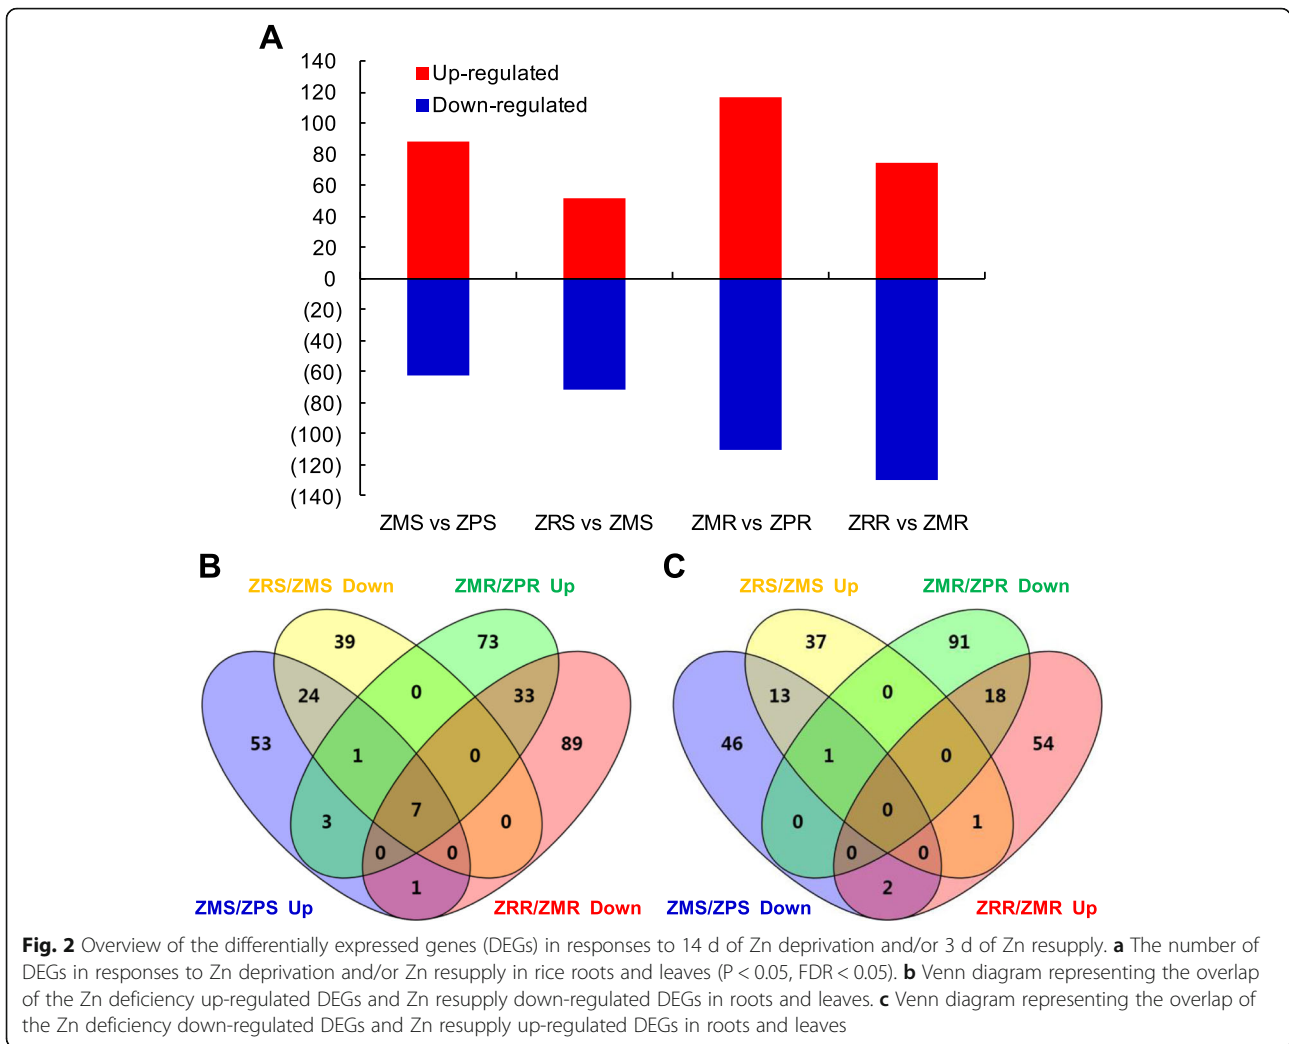 A
140
120
100
80
60
40
20
0
(20)
(40)
(60)
(80)
(100)
(120)
(140)
Up-regulated
Down-regulated
ZMS vs ZPS ZRS vs ZMS ZMR vs ZPR ZRR vs ZMR
B
ZRS/ZMS Down ZMR/ZPR Up
39 73
24 0 33
53 1 0 89
3 7 0
0 0
1
ZMS/ZPS Up ZRR/ZMR Down
C
ZRS/ZMS Up ZMR/ZPR Down
37 91
13 0 18
46 1 0 54
0 0 1
0 0
2
ZMS/ZPS Down ZRR/ZMR Up
Fig. 2 Overview of the differentially expressed genes (DEGs) in responses to 14 d of Zn deprivation and/or 3 d of Zn resupply. a The number of
DEGs in responses to Zn deprivation and/or Zn resupply in rice roots and leaves (P < 0.05, FDR < 0.05). b Venn diagram representing the overlap
of the Zn deficiency up-regulated DEGs and Zn resupply down-regulated DEGs in roots and leaves. c Venn diagram representing the overlap of
the Zn deficiency down-regulated DEGs and Zn resupply up-regulated DEGs in roots and leaves